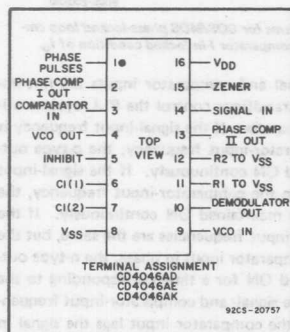 PHASE PULSES 1 16 VDD
PHASE COMP I OUT 2 15 ZENER
COMPARATOR IN 3 14 SIGNAL IN
VCO OUT 4 13 PHASE COMP II OUT
INHIBIT 5 12 R2 TO VSS
C1(1) 6 11 R1 TO VSS
C1(2) 7 10 DEMODULATOR OUT
VSS 8 9 VCO IN
TOP VIEW
TERMINAL ASSIGNMENT
CD4046AD
CD4046AE
CD4046AK
92CS-20757